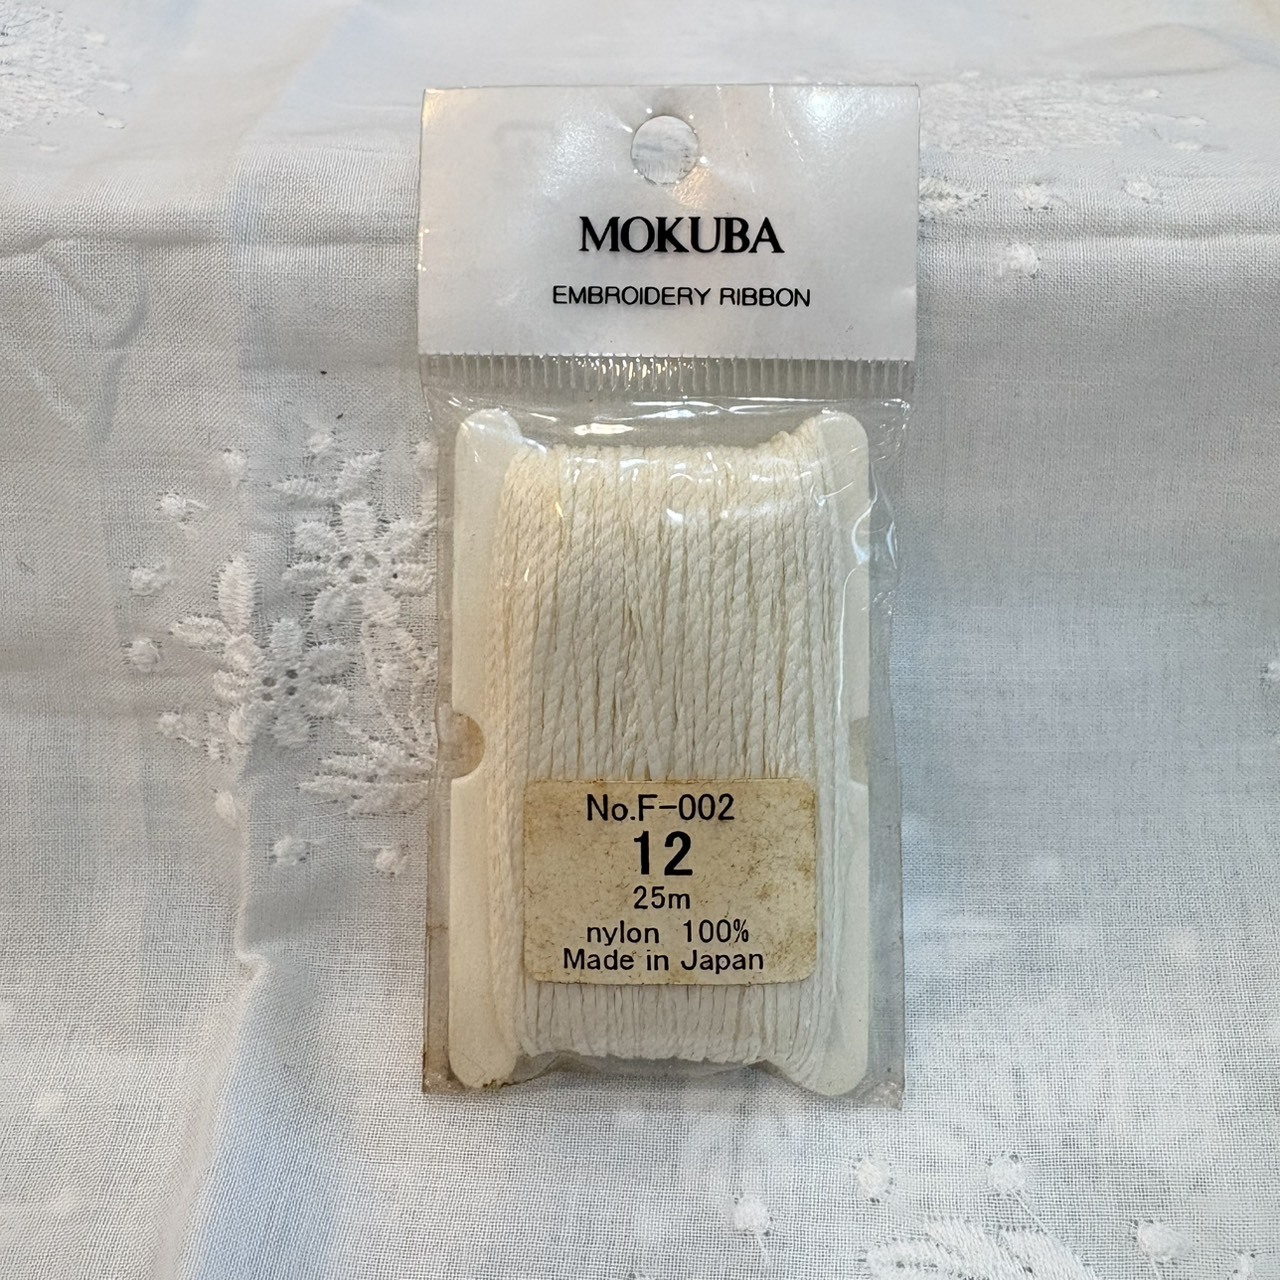 MOKUBA
EMBROIDERY RIBBON
No.F-002
12
25m
nylon 100%
Made in Japan